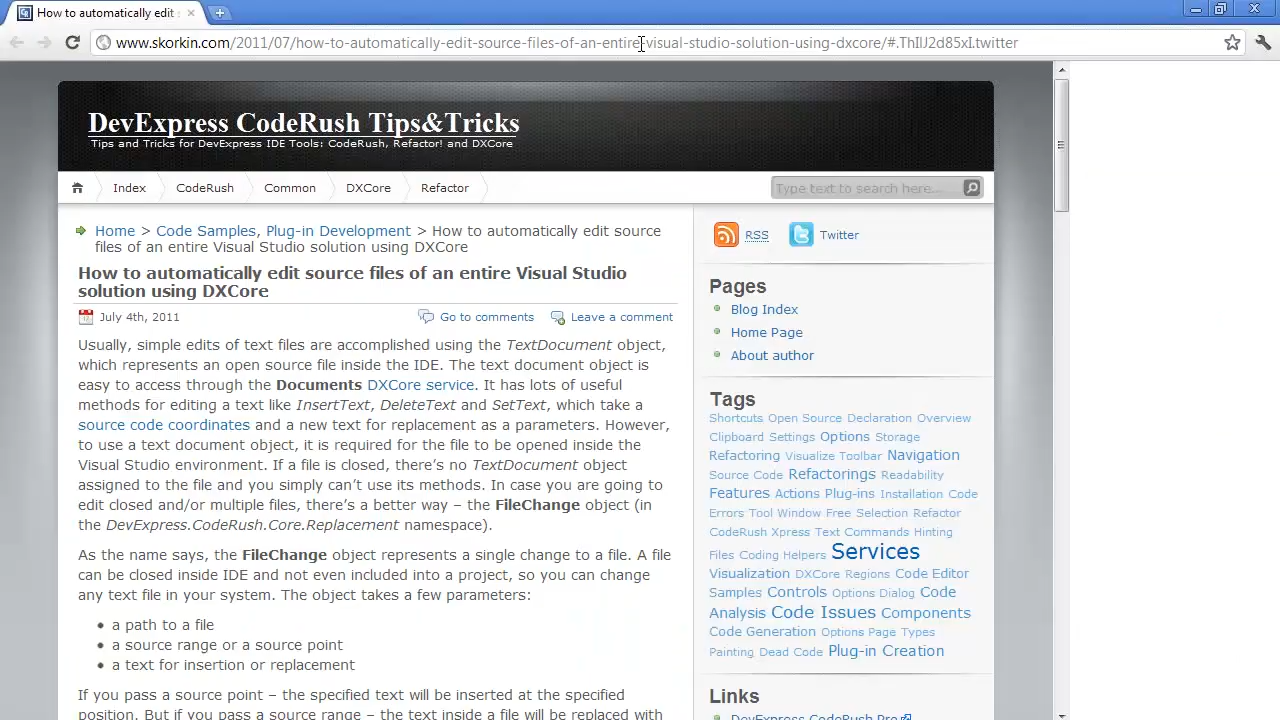 How to automatically edit
www.skorkin.com/2011/07/how-to-automatically-edit-source-files-of-an-entire-visual-studio-solution-using-dxcore/#.ThIlJ2d85xI.twitter
DevExpress CodeRush Tips&Tricks
Tips and Tricks for DevExpress IDE Tools: CodeRush, Refactor! and DXCore
Index CodeRush Common DXCore Refactor
Type text to search here...
Home > Code Samples, Plug-in Development > How to automatically edit source
files of an entire Visual Studio solution using DXCore
How to automatically edit source files of an entire Visual Studio
solution using DXCore
July 4th, 2011 Go to comments Leave a comment
Usually, simple edits of text files are accomplished using the TextDocument object,
which represents an open source file inside the IDE. The text document object is
easy to access through the Documents DXCore service. It has lots of useful
methods for editing a text like InsertText, DeleteText and SetText, which take a
source code coordinates and a new text for replacement as a parameters. However,
to use a text document object, it is required for the file to be opened inside the
Visual Studio environment. If a file is closed, there's no TextDocument object
assigned to the file and you simply can't use its methods. In case you are going to
edit closed and/or multiple files, there's a better way – the FileChange object (in
the DevExpress.CodeRush.Core.Replacement namespace).
As the name says, the FileChange object represents a single change to a file. A file
can be closed inside IDE and not even included into a project, so you can change
any text file in your system. The object takes a few parameters:
a path to a file
a source range or a source point
a text for insertion or replacement
If you pass a source point – the specified text will be inserted at the specified
position. But if you pass a source range – the text inside a file will be replaced with
RSS Twitter
Pages
Blog Index
Home Page
About author
Tags
Shortcuts Open Source Declaration Overview
Clipboard Settings Options Storage
Refactoring Visualize Toolbar Navigation
Source Code Refactorings Readability
Features Actions Plug-ins Installation Code
Errors Tool Window Free Selection Refactor
CodeRush Xpress Text Commands Hinting
Files Coding Helpers Services
Visualization DXCore Regions Code Editor
Samples Controls Options Dialog Code
Analysis Code Issues Components
Code Generation Options Page Types
Painting Dead Code Plug-in Creation
Links
DevExpress CodeRush Pro